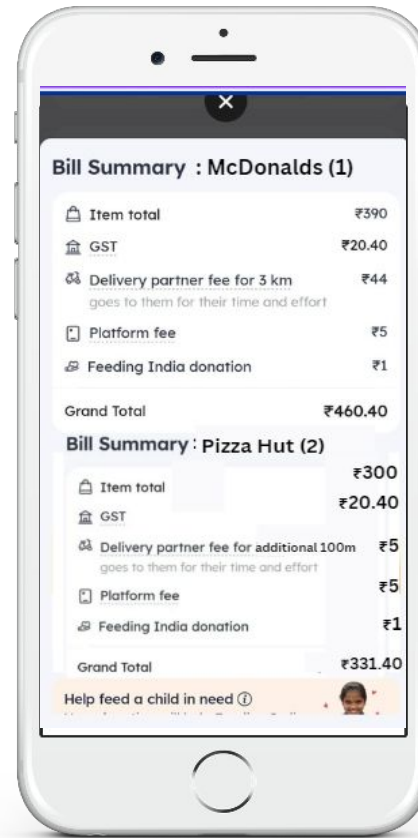 Bill Summary : McDonalds (1)
Item total ₹390
GST ₹20.40
Delivery partner fee for 3 km ₹44
goes to them for their time and effort
Platform fee ₹5
Feeding India donation ₹1
Grand Total ₹460.40
Bill Summary : Pizza Hut (2)
Item total ₹300
GST ₹20.40
Delivery partner fee for additional 100m ₹5
goes to them for their time and effort
Platform fee ₹5
Feeding India donation ₹1
Grand Total ₹331.40
Help feed a child in need